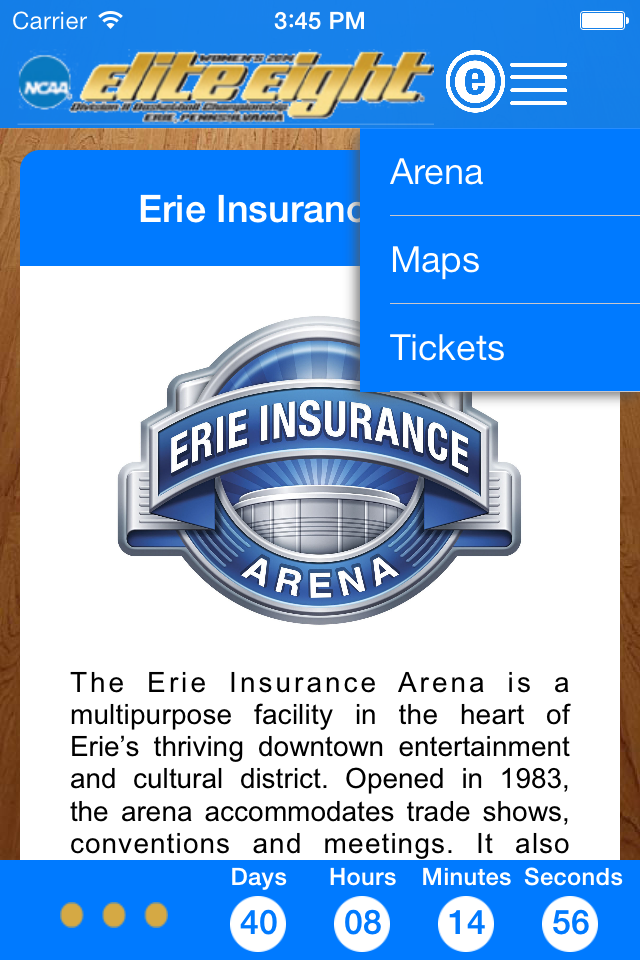 Carrier 3:45 PM
WOMEN'S 2014
NCAA elite eight
Division II Basketball Championship
ERIE, PENNSYLVANIA
e
Arena
Maps
Tickets
Erie Insuranc
ERIE INSURANCE
ARENA
The Erie Insurance Arena is a
multipurpose facility in the heart of
Erie’s thriving downtown entertainment
and cultural district. Opened in 1983,
the arena accommodates trade shows,
conventions and meetings. It also
Days Hours Minutes Seconds
40 08 14 56